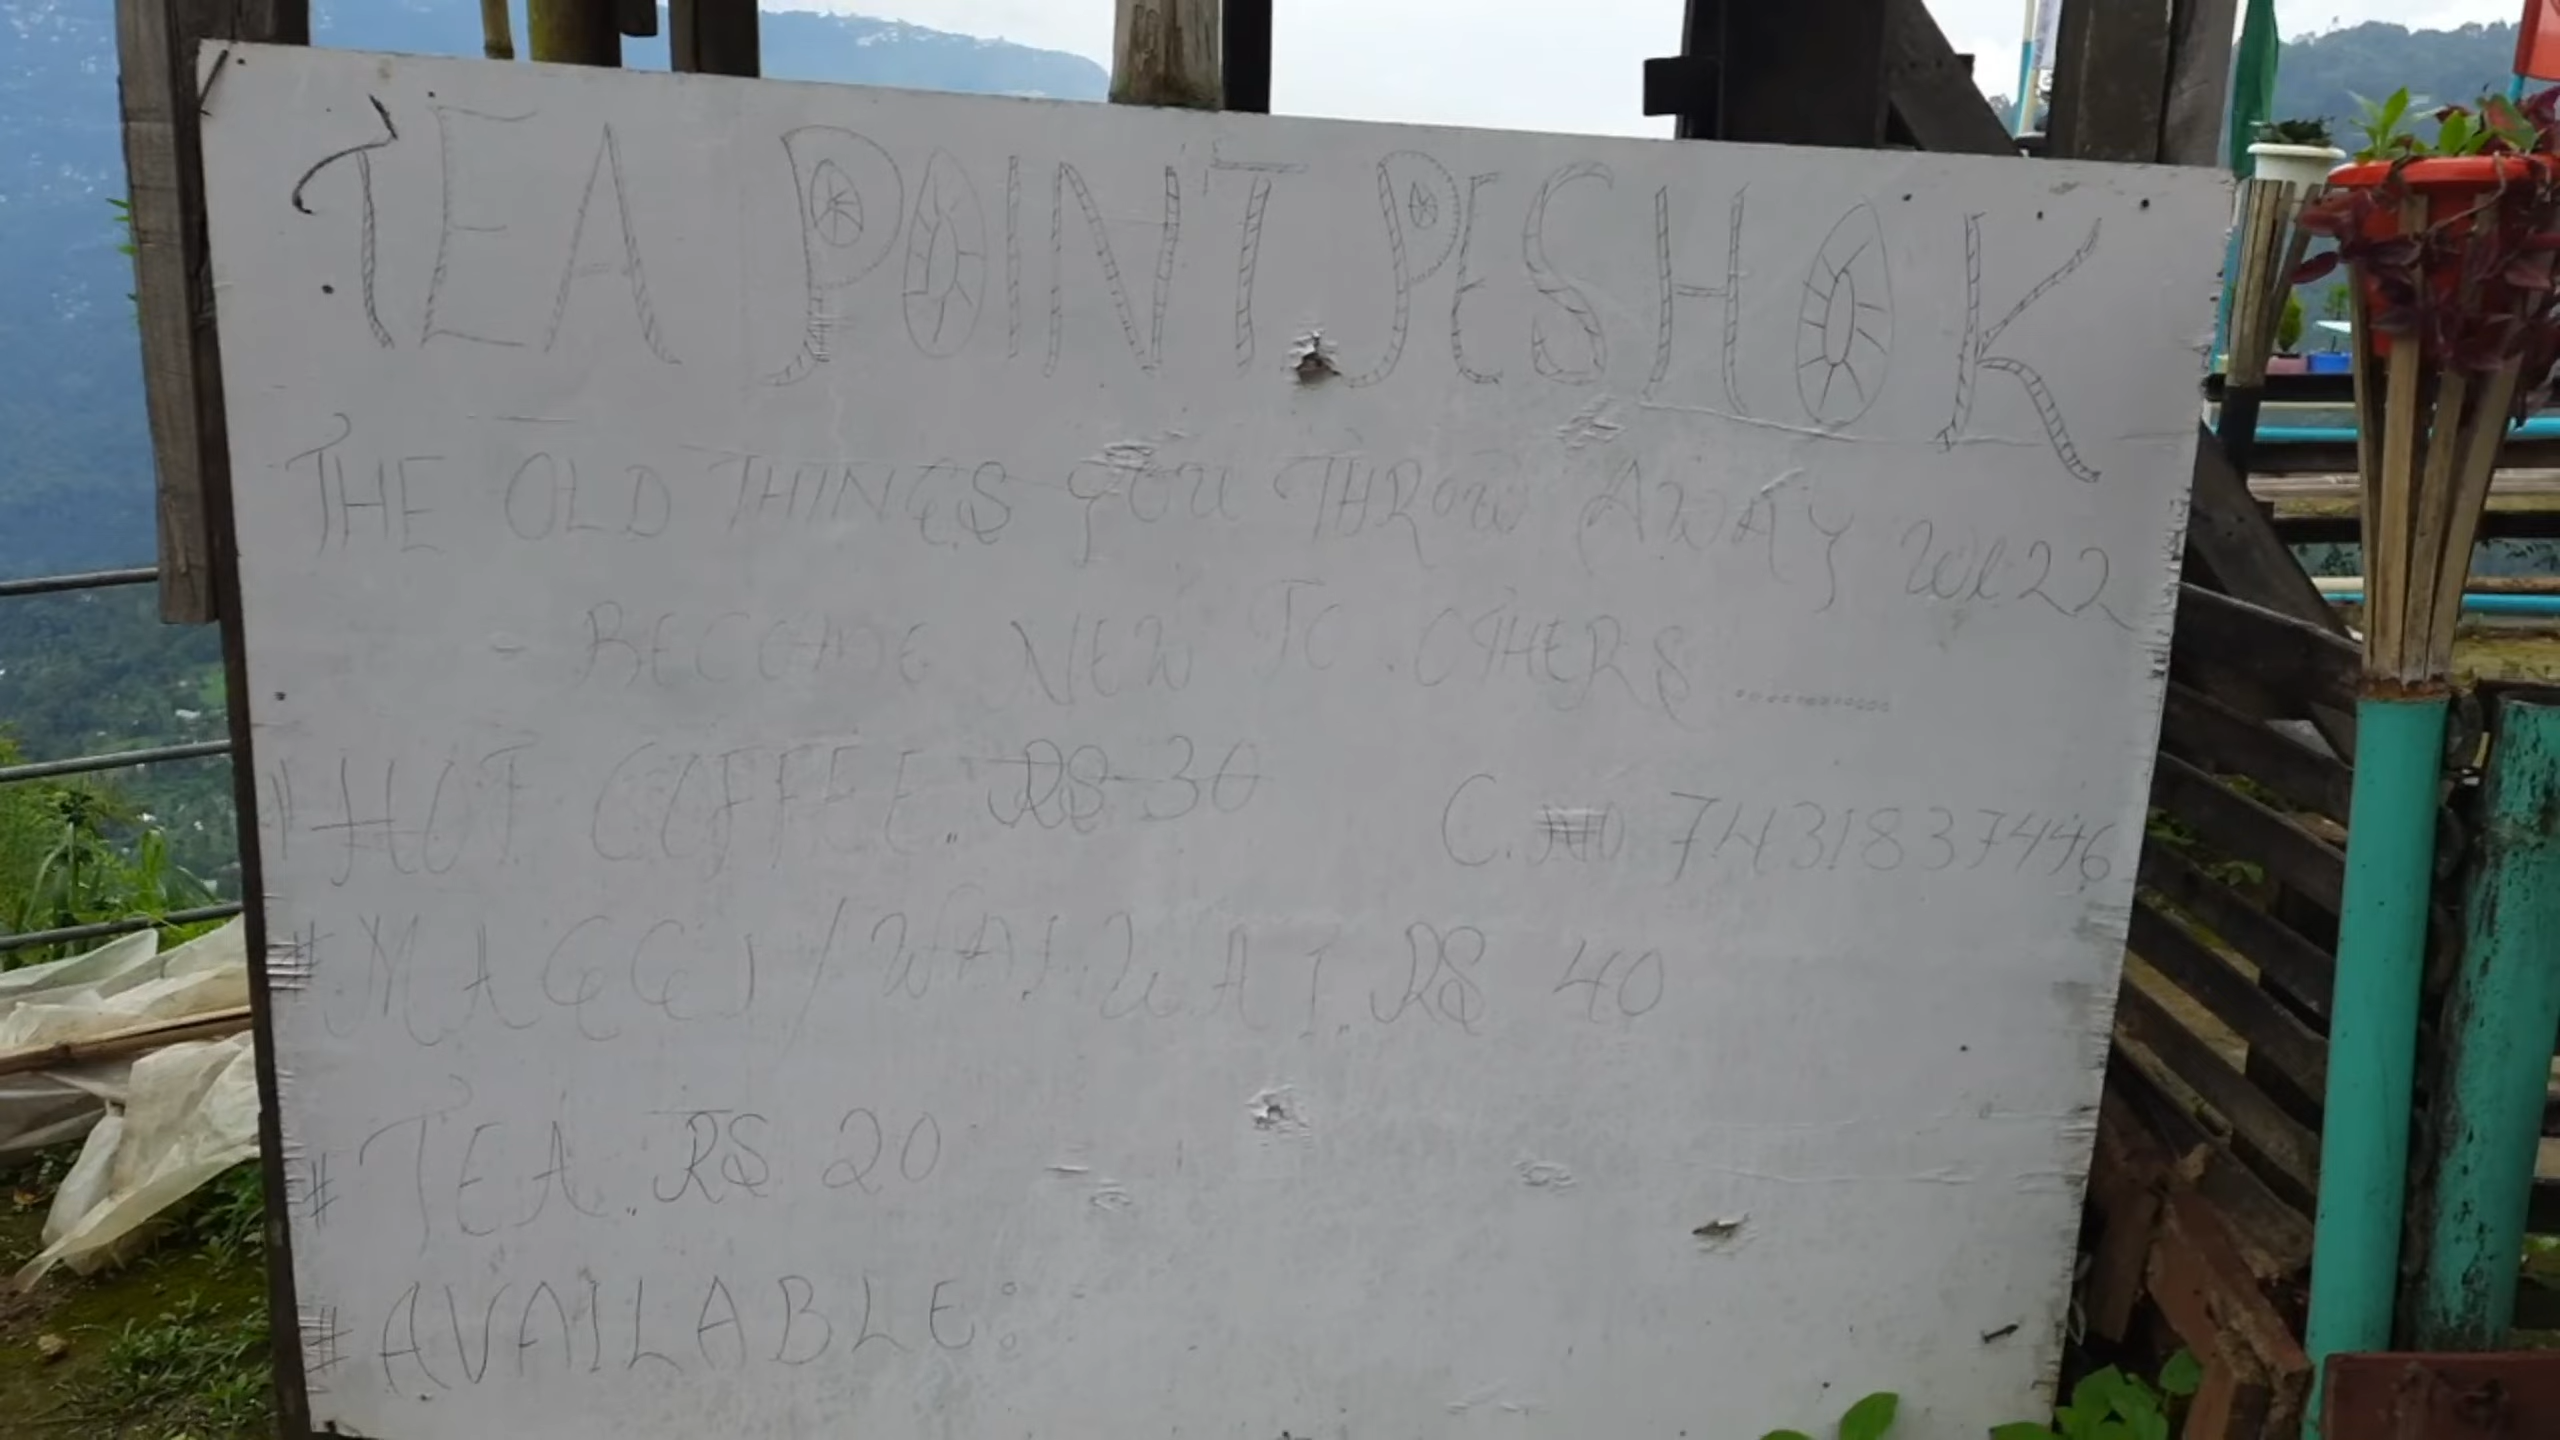 TEA POINT PESHOK
THE OLD THINGS YOU THROW AWAY WILL
- BECOME NEW TO OTHERS ............
# HOT COFFEE.. RS 30
C. NO 7431837446
# MAGGI / WAI WAI.. RS 40
# TEA.. RS 20
# AVAILABLE: